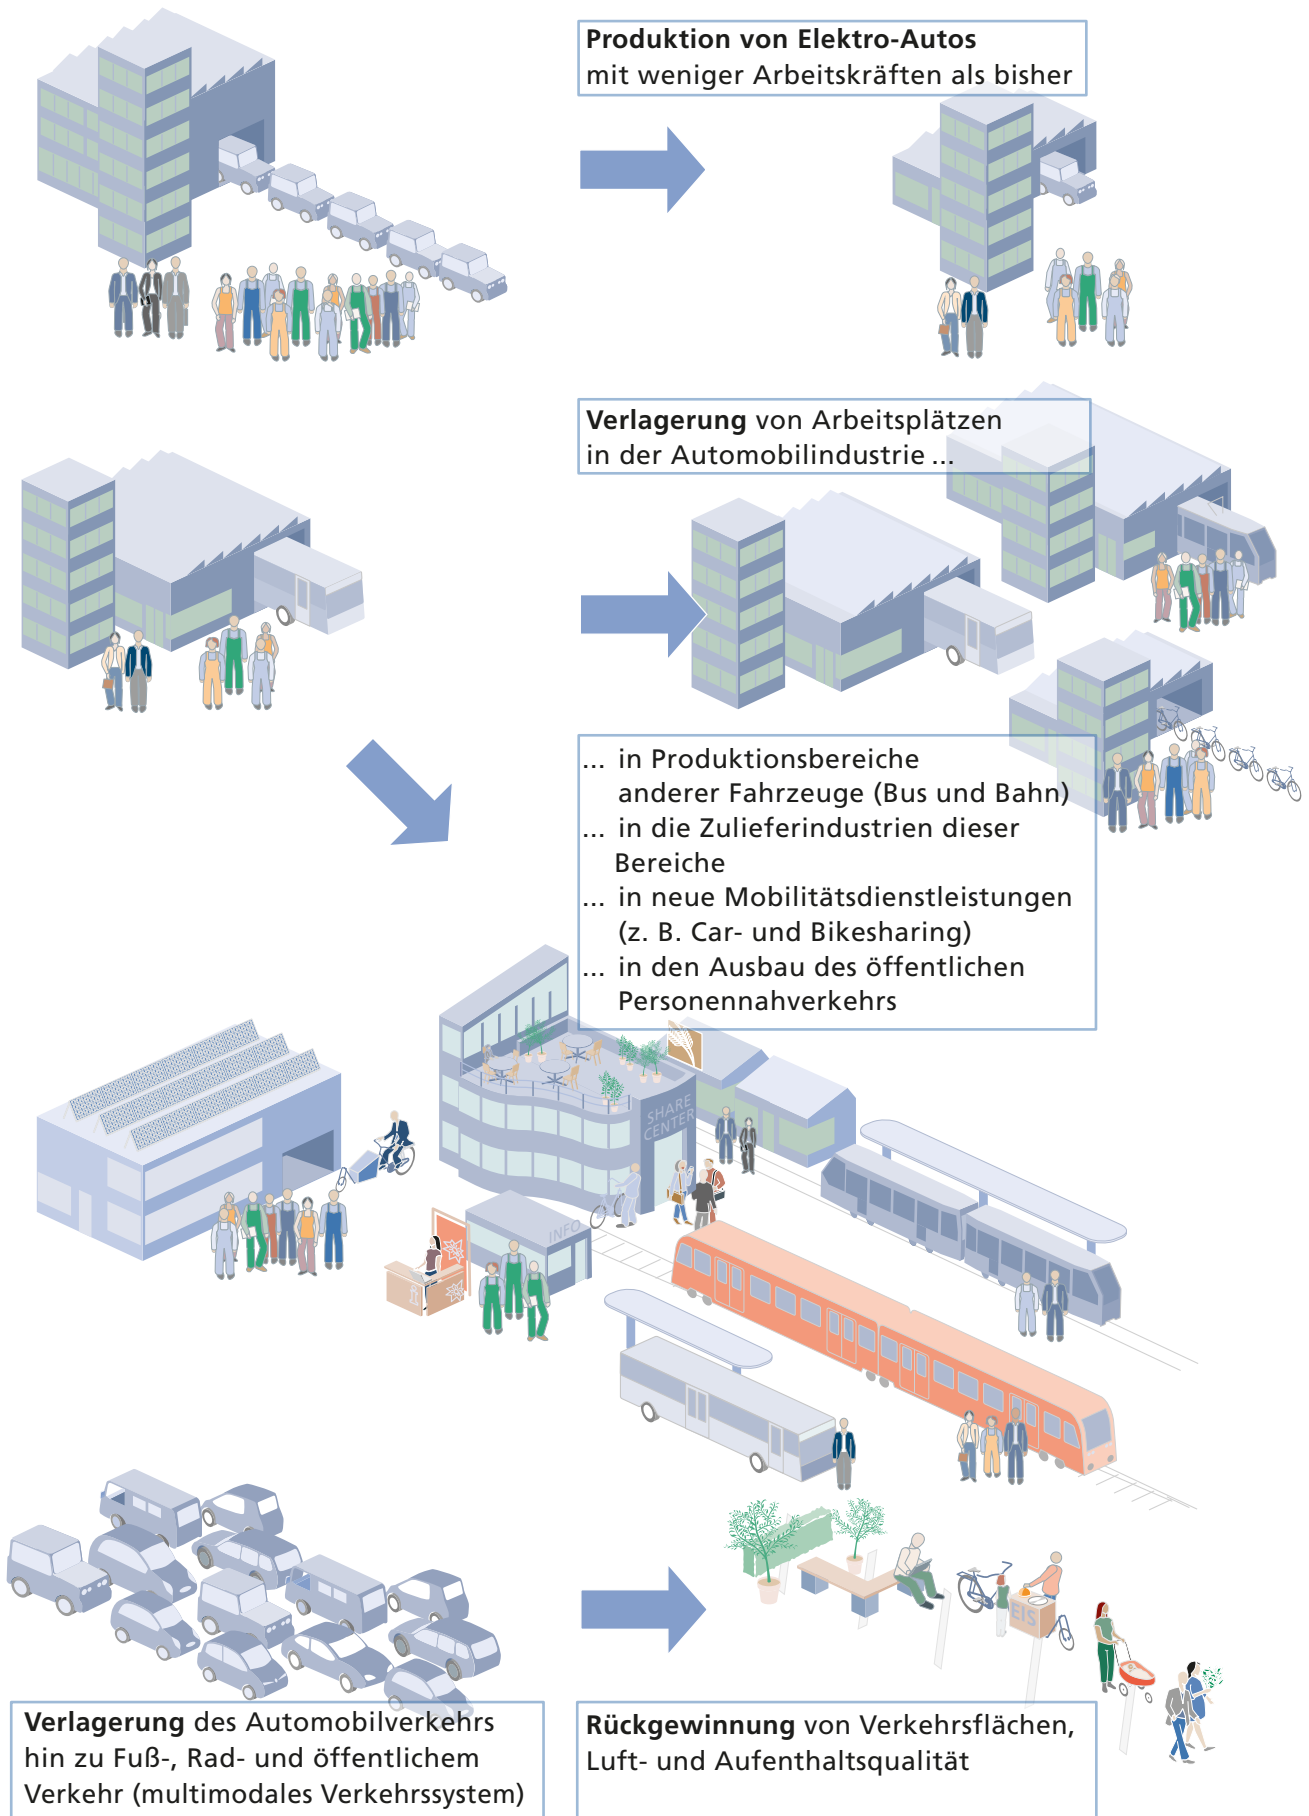 Produktion von Elektro-Autos
mit weniger Arbeitskräften als bisher
Verlagerung von Arbeitsplätzen
in der Automobilindustrie ...
... in Produktionsbereiche
anderer Fahrzeuge (Bus und Bahn)
... in die Zulieferindustrien dieser
Bereiche
... in neue Mobilitätsdienstleistungen
(z. B. Car- und Bikesharing)
... in den Ausbau des öffentlichen
Personennahverkehrs
SHARE
CENTER
INFO
i
EIS
Verlagerung des Automobilverkehrs
hin zu Fuß-, Rad- und öffentlichem
Verkehr (multimodales Verkehrssystem)
Rückgewinnung von Verkehrsflächen,
Luft- und Aufenthaltsqualität